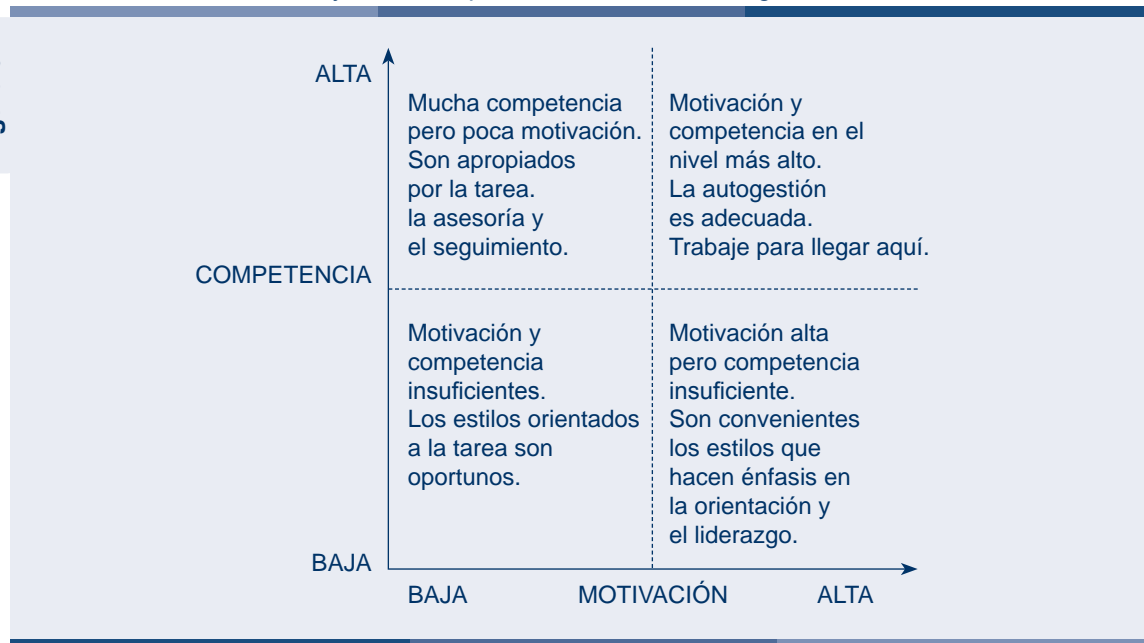 ALTA
Mucha competencia
pero poca motivación.
Son apropiados
por la tarea.
la asesoría y
el seguimiento.
Motivación y
competencia en el
nivel más alto.
La autogestión
es adecuada.
Trabaje para llegar aquí.
COMPETENCIA
Motivación y
competencia
insuficientes.
Los estilos orientados
a la tarea son
oportunos.
Motivación alta
pero competencia
insuficiente.
Son convenientes
los estilos que
hacen énfasis en
la orientación y
el liderazgo.
BAJA
BAJA MOTIVACIÓN ALTA